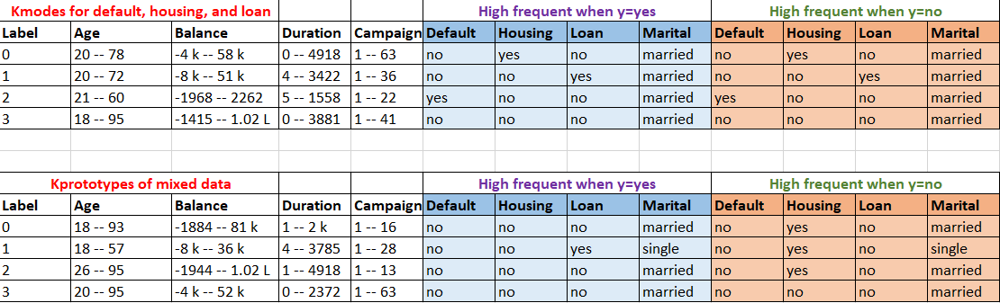 Kmodes for default, housing, and loan High frequent when y=yes High frequent when y=no
Label Age Balance Duration Campaign Default Housing Loan Marital Default Housing Loan Marital
0 20 -- 78 -4 k -- 58 k 0 -- 4918 1 -- 63 no yes no married no yes no married
1 20 -- 72 -8 k -- 51 k 4 -- 3422 1 -- 36 no no yes married no no yes married
2 21 -- 60 -1968 -- 2262 5 -- 1558 1 -- 22 yes no no married yes no no married
3 18 -- 95 -1415 -- 1.02 L 0 -- 3881 1 -- 41 no no no married no no no married
Kprototypes of mixed data High frequent when y=yes High frequent when y=no
Label Age Balance Duration Campaign Default Housing Loan Marital Default Housing Loan Marital
0 18 -- 93 -1884 -- 81 k 1 -- 2 k 1 -- 16 no no no married no yes no married
1 18 -- 57 -8 k -- 36 k 4 -- 3785 1 -- 28 no no yes single no yes no single
2 26 -- 95 -1944 -- 1.02 L 1 -- 4918 1 -- 13 no no no married no yes no married
3 20 -- 95 -4 k -- 52 k 0 -- 2372 1 -- 63 no no no married no no no married